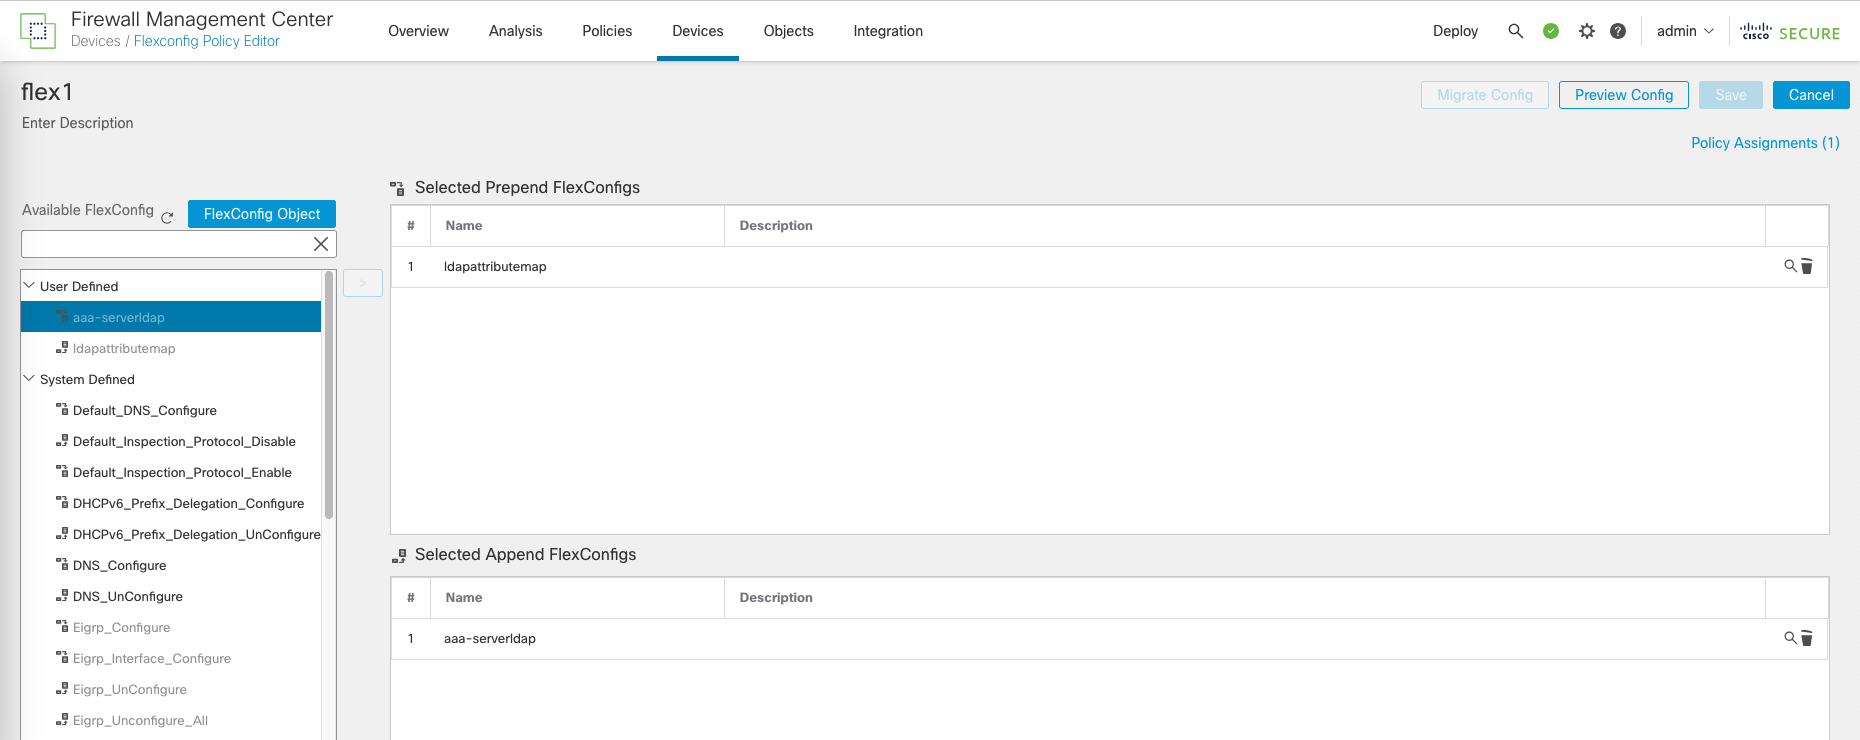 Firewall Management Center
Devices / Flexconfig Policy Editor
Overview Analysis Policies Devices Objects Integration
Deploy admin cisco SECURE
flex1
Enter Description
Migrate Config Preview Config Save Cancel
Policy Assignments (1)
Available FlexConfig FlexConfig Object
User Defined
aaa-serverldap
ldapattributemap
System Defined
Default_DNS_Configure
Default_Inspection_Protocol_Disable
Default_Inspection_Protocol_Enable
DHCPv6_Prefix_Delegation_Configure
DHCPv6_Prefix_Delegation_UnConfigure
DNS_Configure
DNS_UnConfigure
Eigrp_Configure
Eigrp_Interface_Configure
Eigrp_UnConfigure
Eigrp_Unconfigure_All
>
Selected Prepend FlexConfigs
# Name Description
1 ldapattributemap
Selected Append FlexConfigs
# Name Description
1 aaa-serverldap